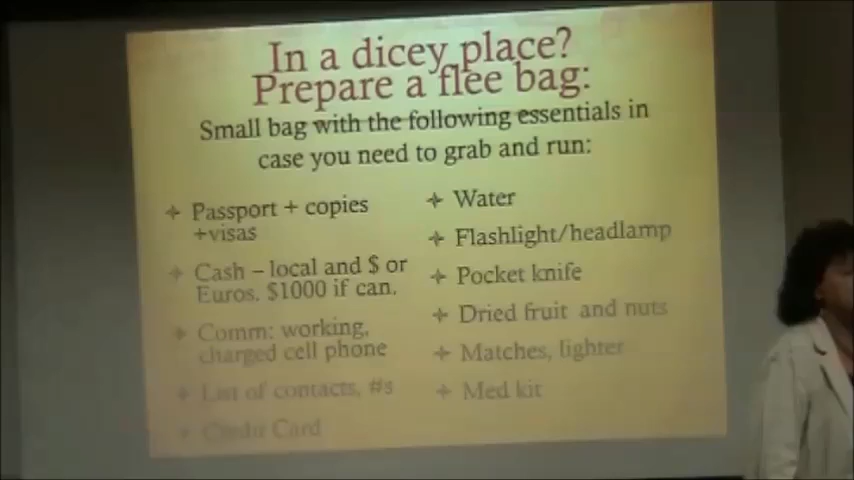 In a dicey place?
Prepare a flee bag:
Small bag with the following essentials in
case you need to grab and run:
Passport + copies
+visas
Cash – local and $ or
Euros. $1000 if can.
Comm: working,
charged cell phone
List of contacts, #s
Credit Card
Water
Flashlight/headlamp
Pocket knife
Dried fruit and nuts
Matches, lighter
Med kit